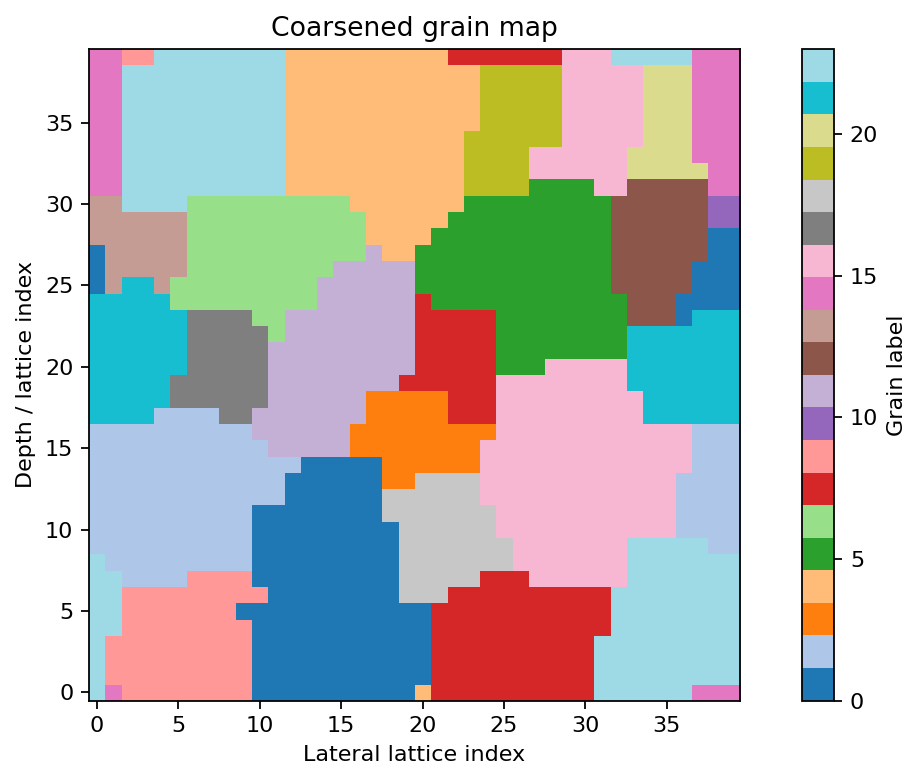 Coarsened grain map
Depth / lattice index
35
30
25
20
15
10
5
0
0 5 10 15 20 25 30 35
Lateral lattice index
20
15
10
5
0
Grain label